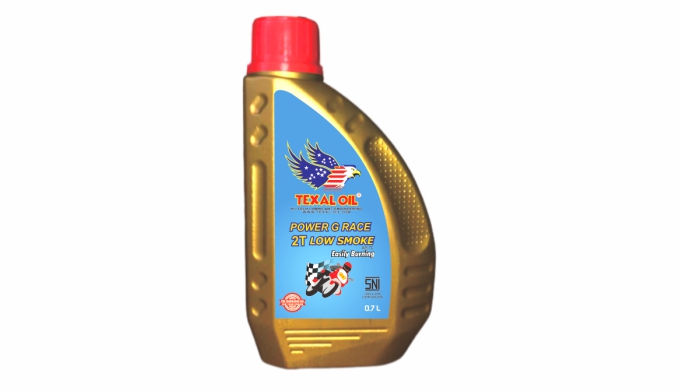 TEXAL OIL®
POWER G RACE
2T LOW SMOKE
Easily Burning
SNI
0.7 L